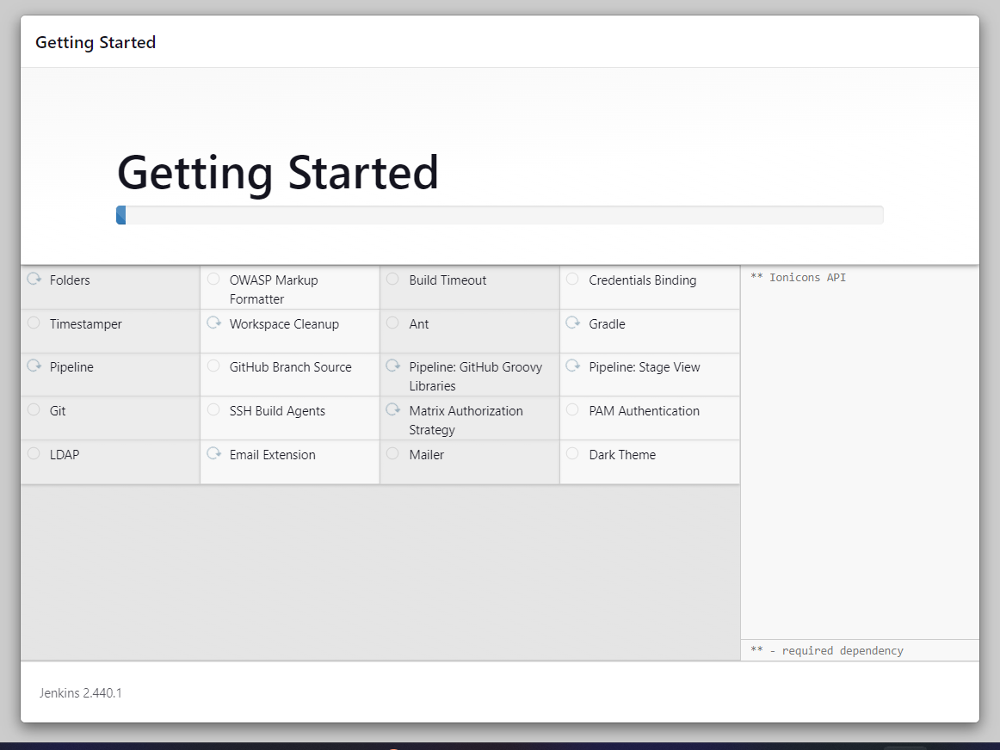 Getting Started
Getting Started
Folders
OWASP Markup
Formatter
Build Timeout
Credentials Binding
** Ionicons API
Timestamper
Workspace Cleanup
Ant
Gradle
Pipeline
GitHub Branch Source
Pipeline: GitHub Groovy
Libraries
Pipeline: Stage View
Git
SSH Build Agents
Matrix Authorization
Strategy
PAM Authentication
LDAP
Email Extension
Mailer
Dark Theme
** - required dependency
Jenkins 2.440.1